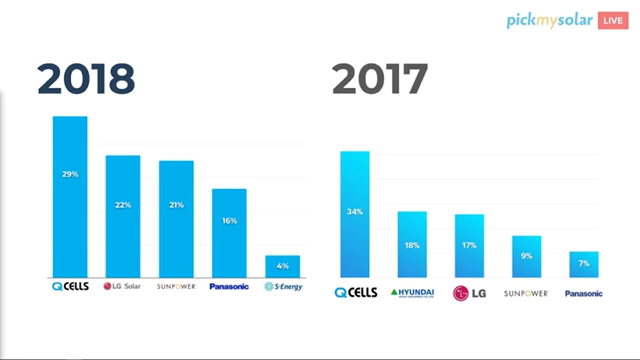 pickmysolar LIVE
2018
29%
22%
21%
16%
4%
Q CELLS
LG Solar
SUNPOWER
Panasonic
S-Energy
2017
34%
18%
17%
9%
7%
Q CELLS
HYUNDAI
LG
SUNPOWER
Panasonic